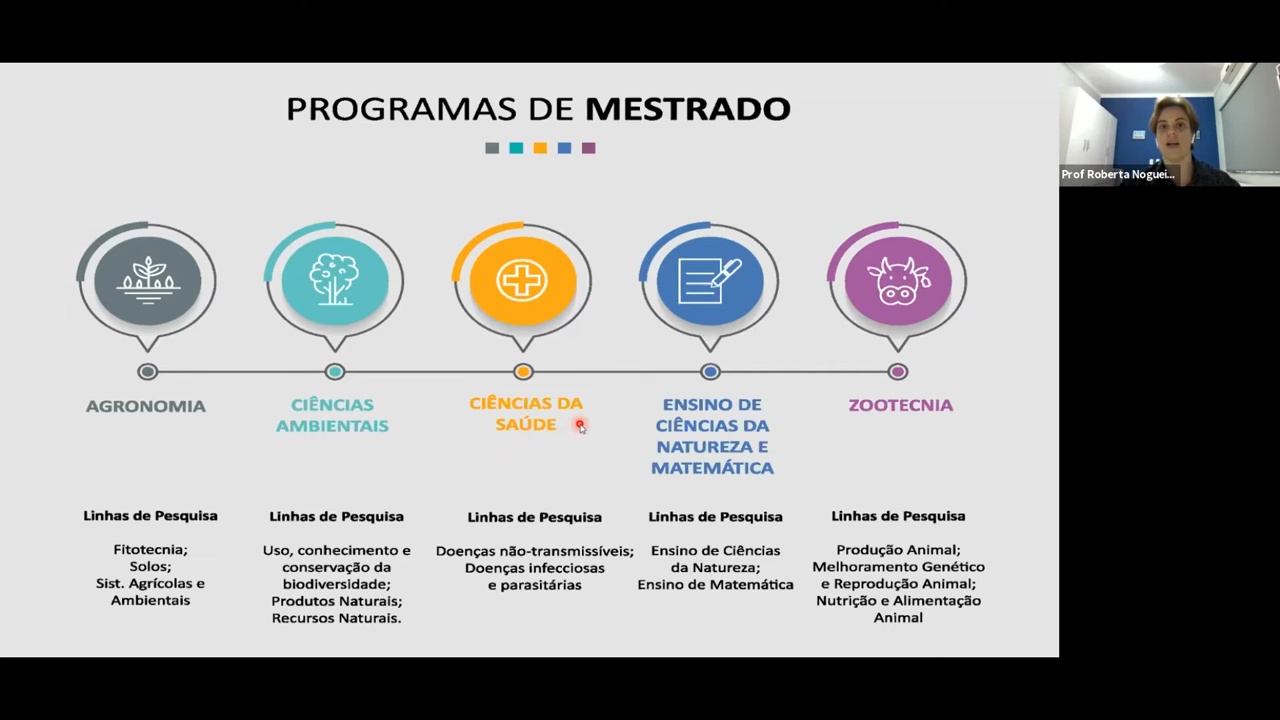 PROGRAMAS DE MESTRADO
Prof Roberta Noguei...
AGRONOMIA
CIÊNCIAS
AMBIENTAIS
CIÊNCIAS DA
SAÚDE
ENSINO DE
CIÊNCIAS DA
NATUREZA E
MATEMÁTICA
ZOOTECNIA
Linhas de Pesquisa
Fitotecnia;
Solos;
Sist. Agrícolas e
Ambientais
Linhas de Pesquisa
Uso, conhecimento e
conservação da
biodiversidade;
Produtos Naturais;
Recursos Naturais.
Linhas de Pesquisa
Doenças não-transmissíveis;
Doenças infecciosas
e parasitárias
Linhas de Pesquisa
Ensino de Ciências
da Natureza;
Ensino de Matemática
Linhas de Pesquisa
Produção Animal;
Melhoramento Genético
e Reprodução Animal;
Nutrição e Alimentação
Animal